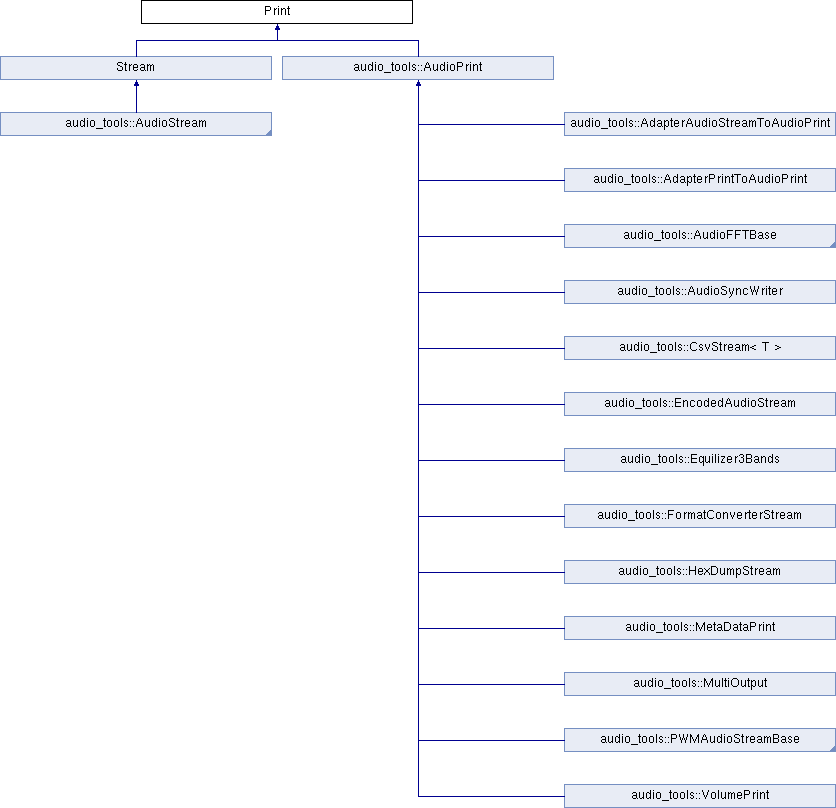 Print
Stream
audio_tools::AudioPrint
audio_tools::AudioStream
audio_tools::AdapterAudioStreamToAudioPrint
audio_tools::AdapterPrintToAudioPrint
audio_tools::AudioFFTBase
audio_tools::AudioSyncWriter
audio_tools::CsvStream< T >
audio_tools::EncodedAudioStream
audio_tools::Equilizer3Bands
audio_tools::FormatConverterStream
audio_tools::HexDumpStream
audio_tools::MetaDataPrint
audio_tools::MultiOutput
audio_tools::PWMAudioStreamBase
audio_tools::VolumePrint